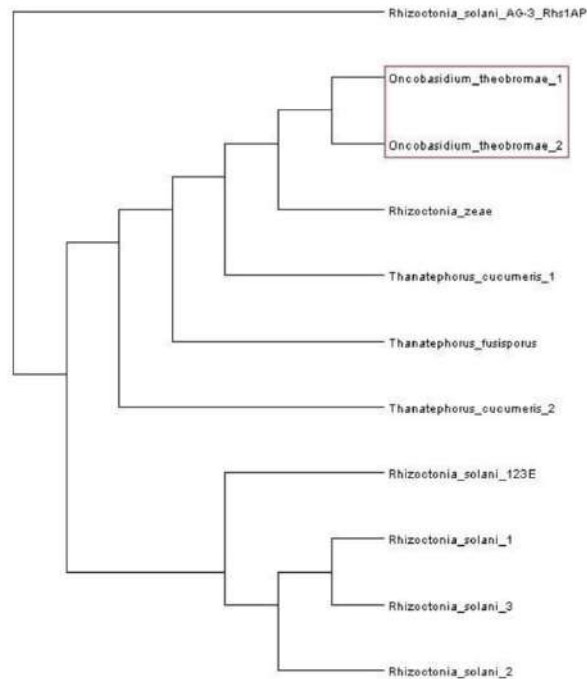 Rhizoctonia_solani_AG-3_Rhs1AP
Oncobasidium_theobromae_1
Oncobasidium_theobromae_2
Rhizoctonia_zeae
Thanatephorus_cucumeris_1
Thanatephorus_fusisporus
Thanatephorus_cucumeris_2
Rhizoctonia_solani_123E
Rhizoctonia_solani_1
Rhizoctonia_solani_3
Rhizoctonia_solani_2